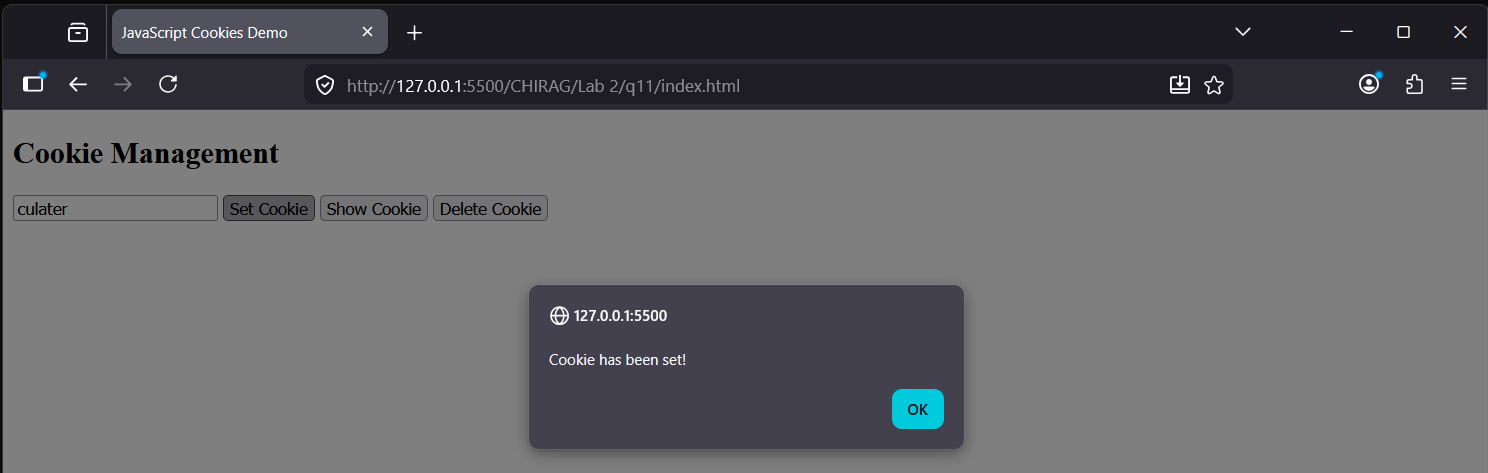 JavaScript Cookies Demo
http://127.0.0.1:5500/CHIRAG/Lab 2/q11/index.html
Cookie Management
culater Set Cookie Show Cookie Delete Cookie
127.0.0.1:5500
Cookie has been set!
OK